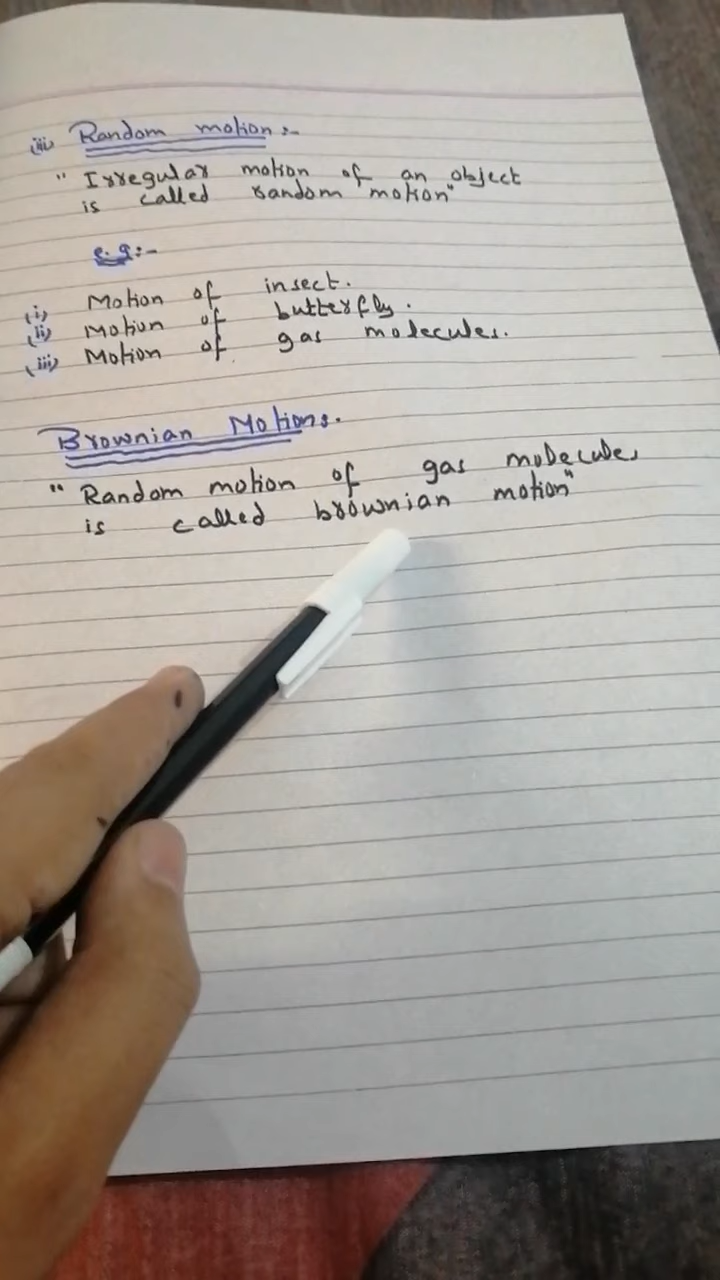 (iii) Random motion:-
" Irregular motion of an object
is called random motion"
e.g:-
(i) Motion of insect.
(ii) Motion of butterfly.
(iii) Motion of gas molecules.
Brownian Motions.
" Random motion of gas molecules
is called brownian motion"